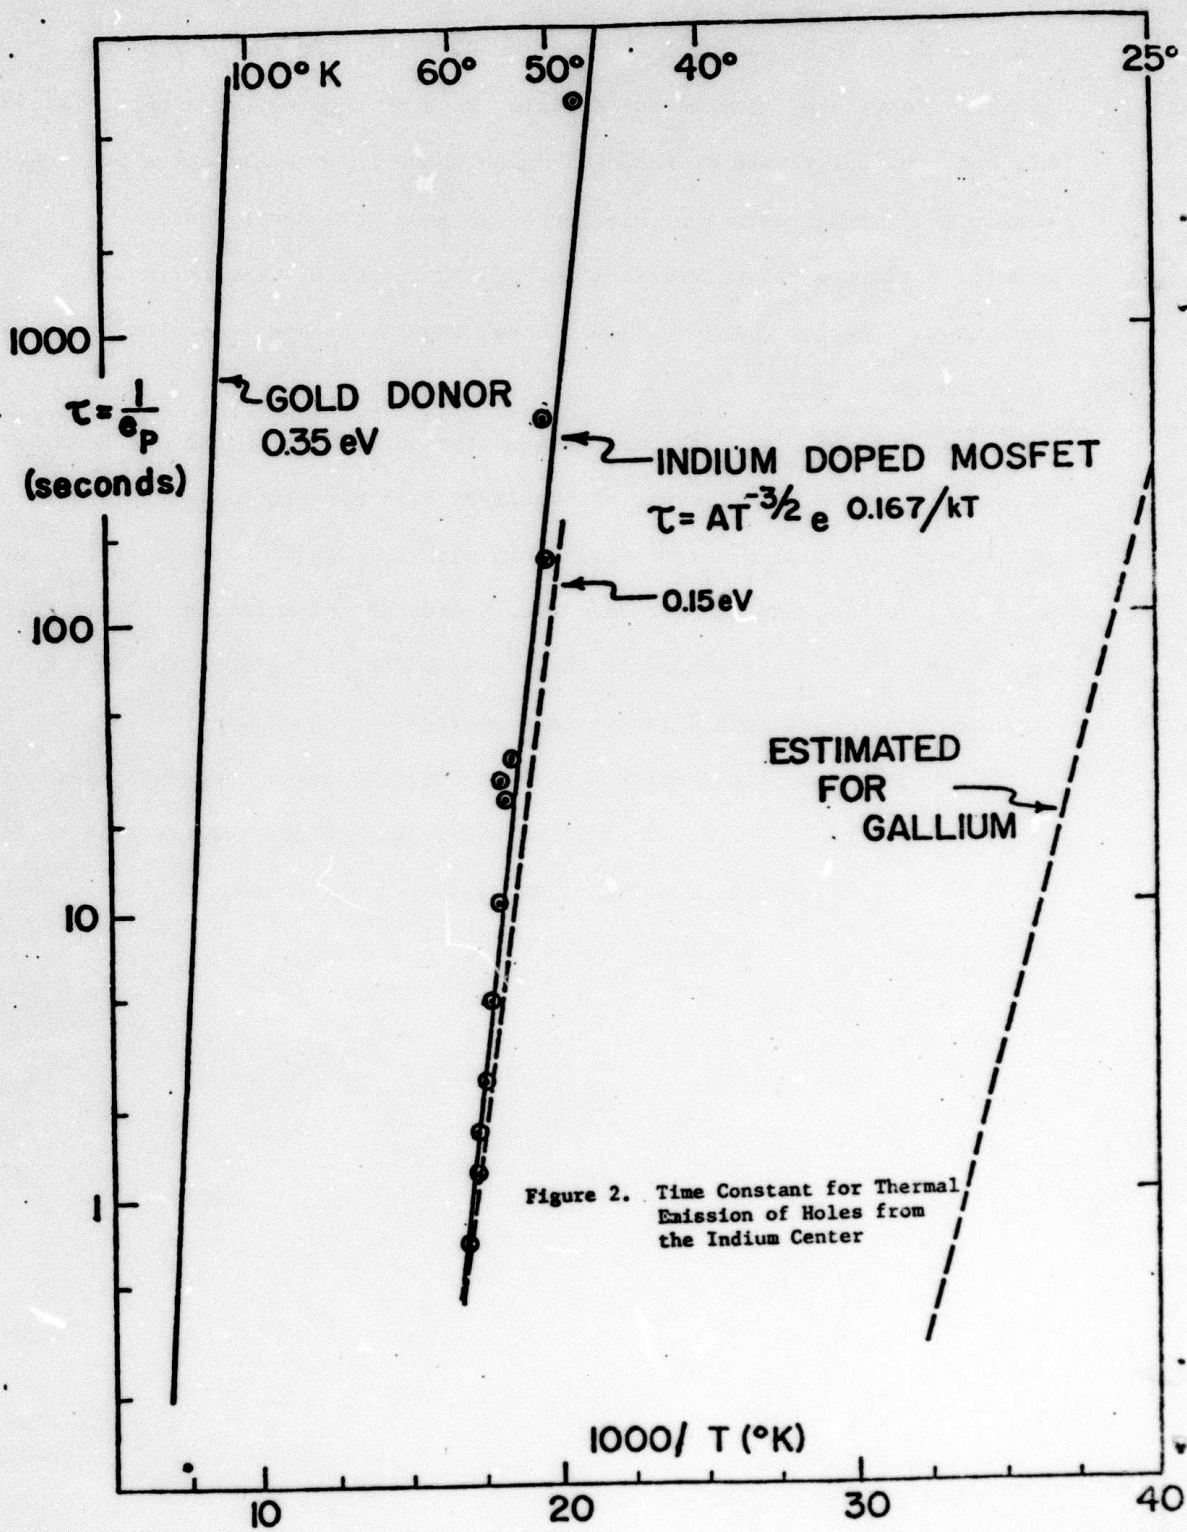 100° K 60° 50° 40° 25°
1000
τ = 1/e_p
(seconds)
GOLD DONOR
0.35 eV
INDIUM DOPED MOSFET
τ = AT^-3/2 e^0.167/kT
0.15 eV
100
ESTIMATED
FOR
GALLIUM
10
1
Figure 2. Time Constant for Thermal
Emission of Holes from
the Indium Center
1000/ T (°K)
10 20 30 40